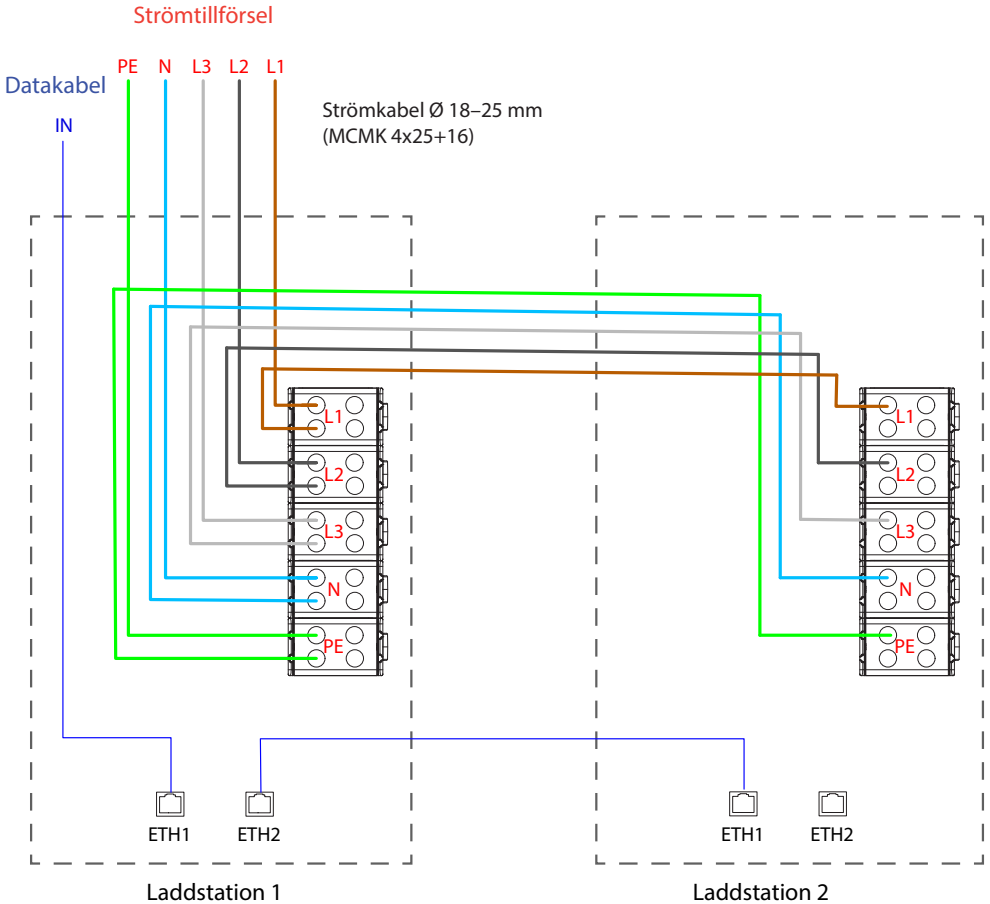 Strömtillförsel
PE N L3 L2 L1
Datakabel
IN
Strömkabel Ø 18–25 mm
(MCMK 4x25+16)
L1
L2
L3
N
PE
L1
L2
L3
N
PE
ETH1 ETH2
ETH1 ETH2
Laddstation 1
Laddstation 2